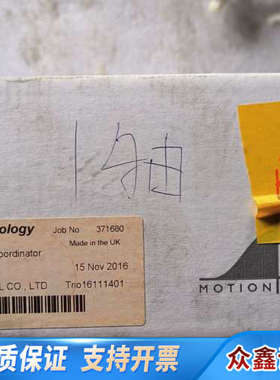 1轴
ology Job No 371680
Made in the UK
oordinator
15 Nov 2016
L CO., LTD Trio16111401
MOTION
质保证 支持开票 众鑫